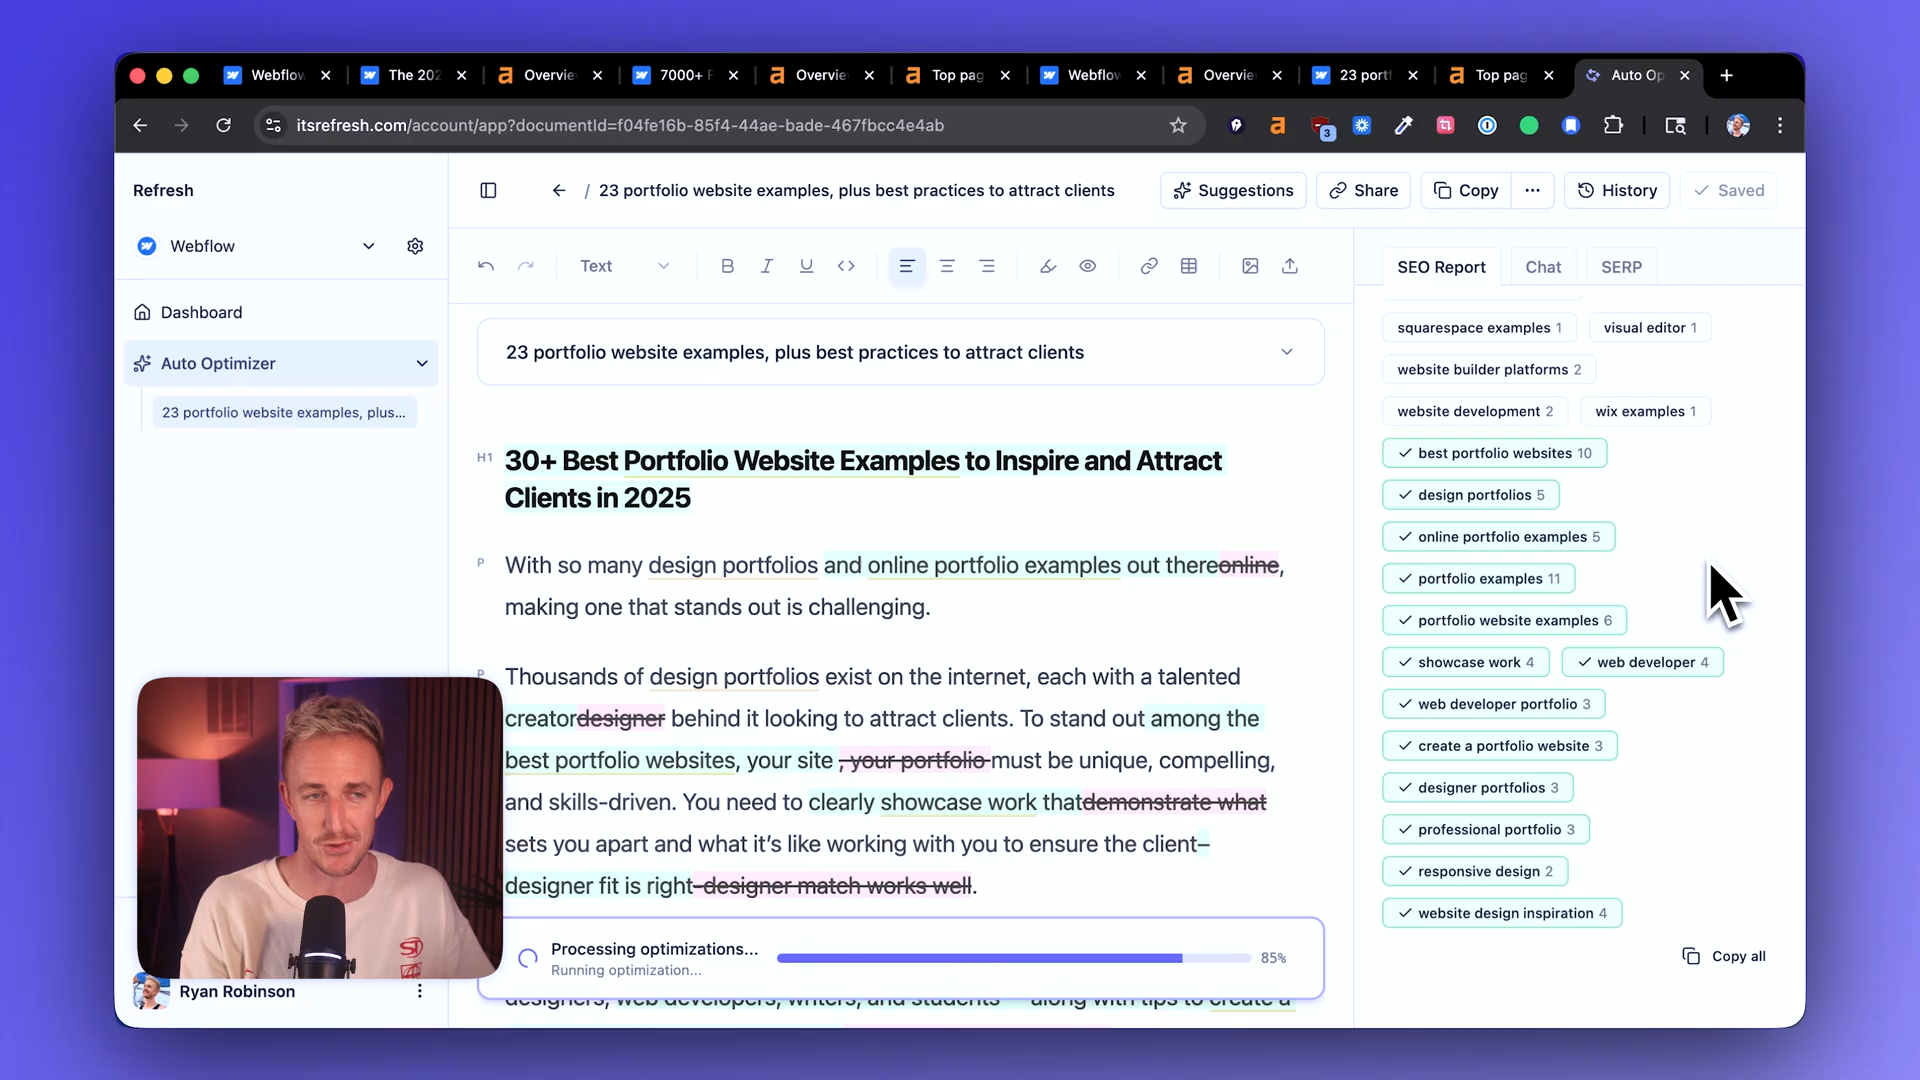 Webflow
The 202
Overvie
7000+ F
Overvie
Top pag
Webflow
Overvie
23 portf
Top pag
Auto Op
itsrefresh.com/account/app?documentId=f04fe16b-85f4-44ae-bade-467fbcc4e4ab
3
Refresh
/ 23 portfolio website examples, plus best practices to attract clients
Suggestions
Share
Copy
History
Saved
Webflow
Text
SEO Report
Chat
SERP
Dashboard
Auto Optimizer
23 portfolio website examples, plus...
23 portfolio website examples, plus best practices to attract clients
H1
30+ Best Portfolio Website Examples to Inspire and Attract
Clients in 2025
P
With so many design portfolios and online portfolio examples out thereonline,
making one that stands out is challenging.
P
Thousands of design portfolios exist on the internet, each with a talented
creatordesigner behind it looking to attract clients. To stand out among the
best portfolio websites, your site , your portfolio must be unique, compelling,
and skills-driven. You need to clearly showcase work thatdemonstrate what
sets you apart and what it's like working with you to ensure the client–
designer fit is right-designer match works well.
Processing optimizations...
Running optimization...
85%
designers, web developers, writers, and students — along with tips to create a
squarespace examples 1
visual editor 1
website builder platforms 2
website development 2
wix examples 1
best portfolio websites 10
design portfolios 5
online portfolio examples 5
portfolio examples 11
portfolio website examples 6
showcase work 4
web developer 4
web developer portfolio 3
create a portfolio website 3
designer portfolios 3
professional portfolio 3
responsive design 2
website design inspiration 4
Copy all
Ryan Robinson